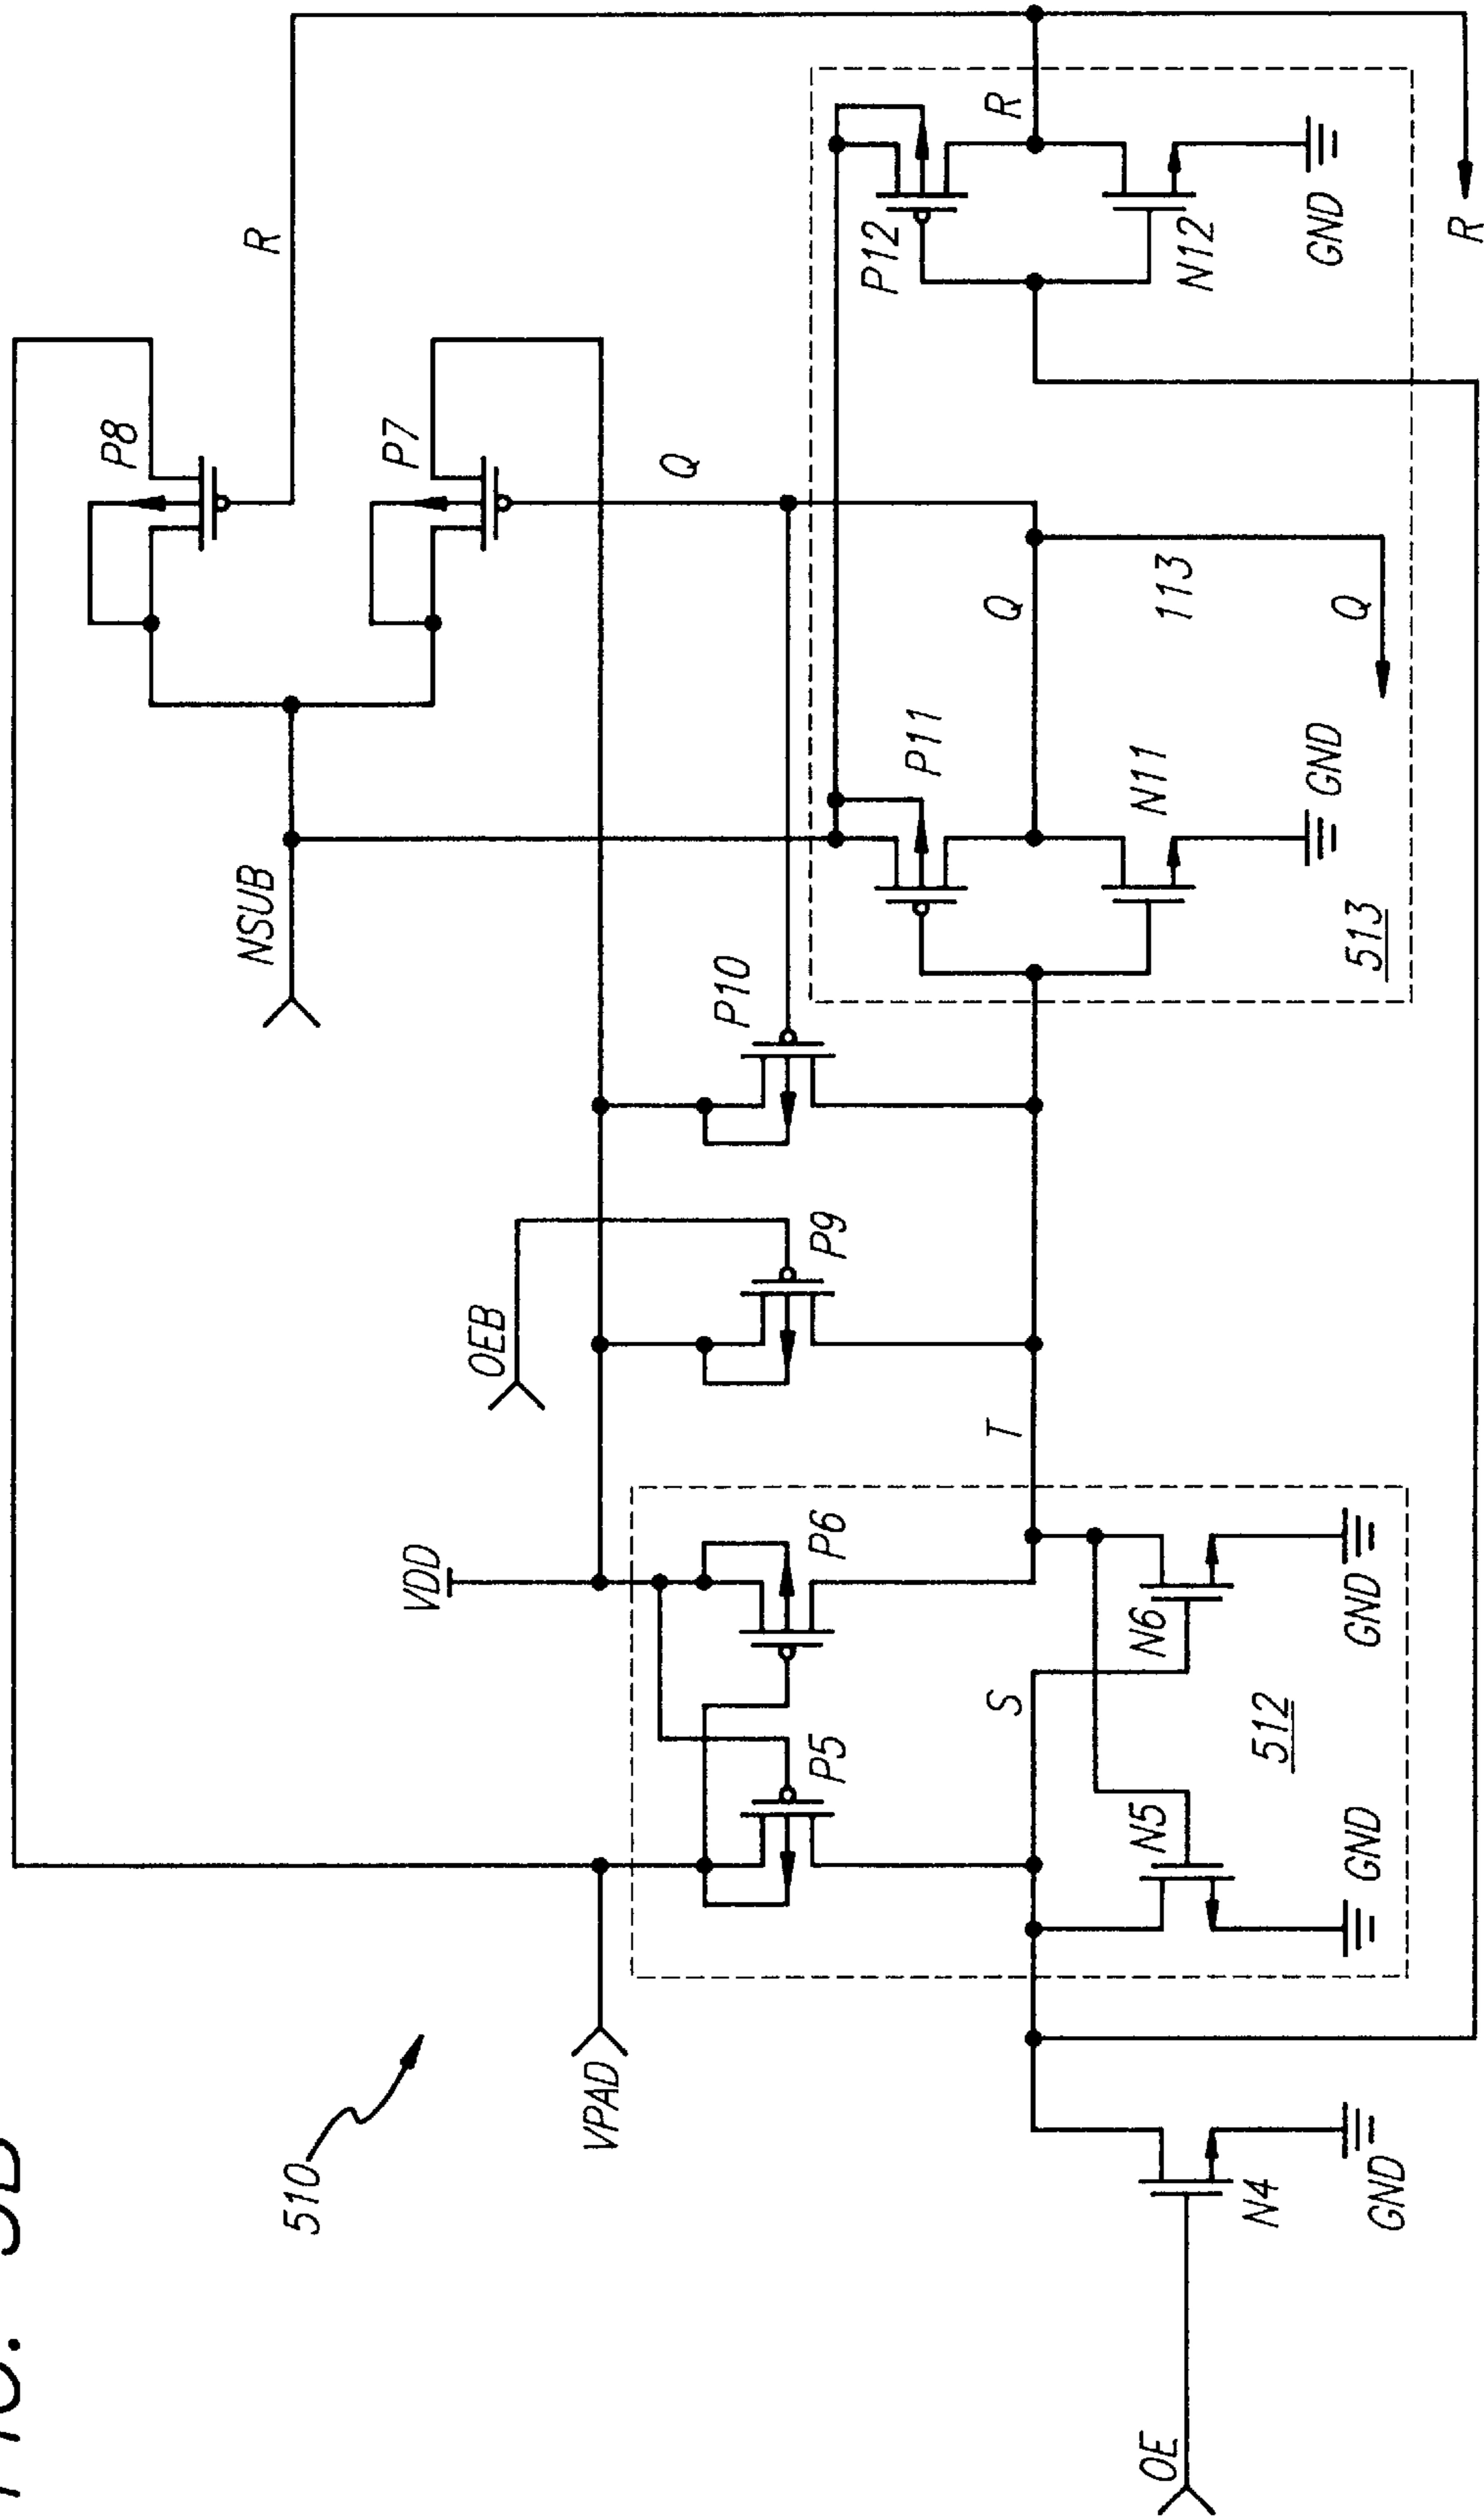 510
VPAD
VDD
OEB
NSUB
P8
P7
R
Q
P10
P9
P6
P5
T
S
N5
N6
512
GND
GND
OE
N4
GND
P11
N11
GND
513
Q
113
Q
P12
N12
R
GND
R